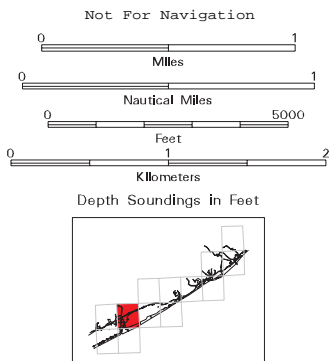 Not For Navigation
0 1
Miles
0 1
Nautical Miles
0 5000
Feet
0 1 2
Kilometers
Depth Soundings in Feet